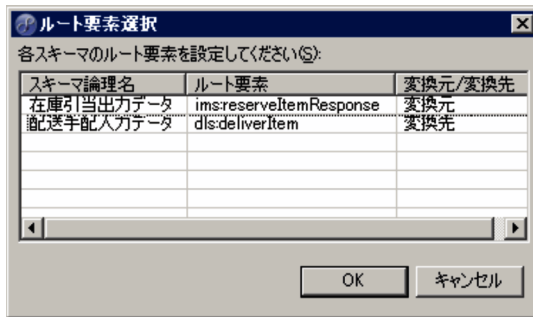 ルート要素選択
各スキーマのルート要素を設定してください(S):
スキーマ論理名 ルート要素 変換元/変換先
在庫引当出力データ ims:reserveItemResponse 変換元
配送手配入力データ dls:deliverItem 変換先
OK キャンセル